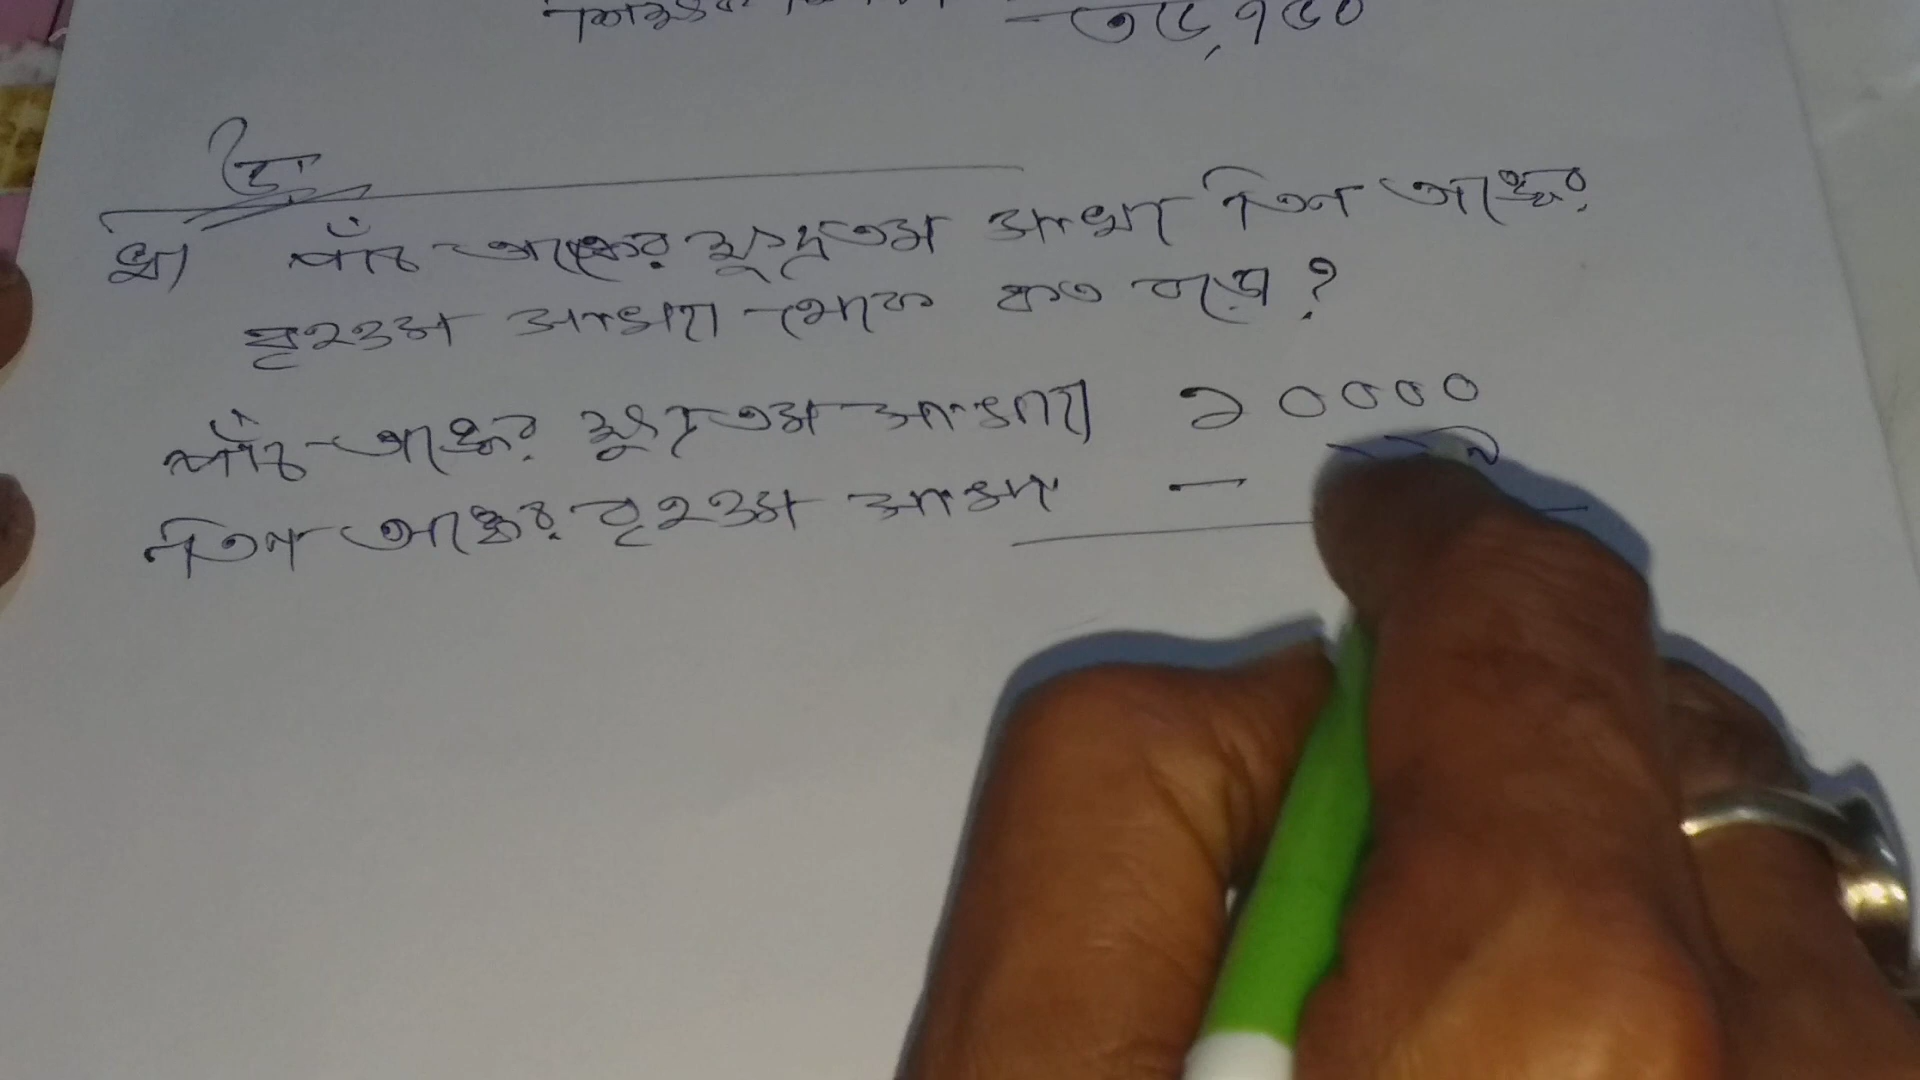 ৩৫,৭৫০
উ
ঘ) পাঁচ অঙ্কের ক্ষুদ্রতম সংখ্যা তিন অঙ্কের
বৃহত্তম সংখ্যা থেকে কত বড়ো ?
পাঁচ অঙ্কের ক্ষুদ্রতম সংখ্যা ১০০০০
তিন অঙ্কের বৃহত্তম সংখ্যা −